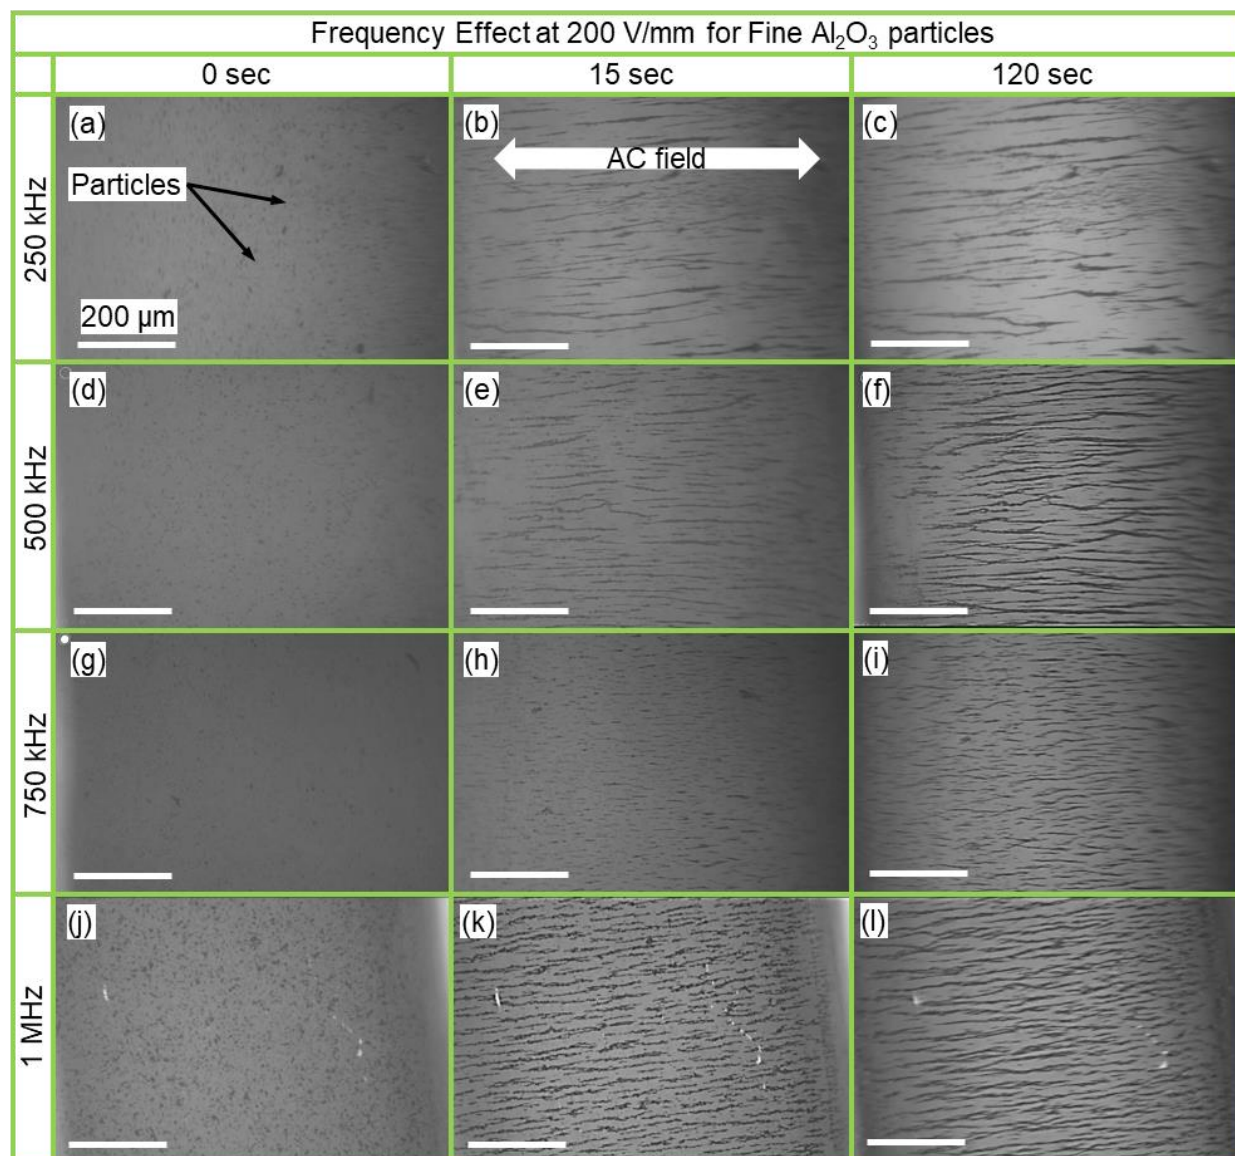 Frequency Effect at 200 V/mm for Fine Al₂O₃ particles
0 sec
15 sec
120 sec
250 kHz
(a)
Particles
200 µm
(b)
AC field
(c)
500 kHz
(d)
(e)
(f)
750 kHz
(g)
(h)
(i)
1 MHz
(j)
(k)
(l)